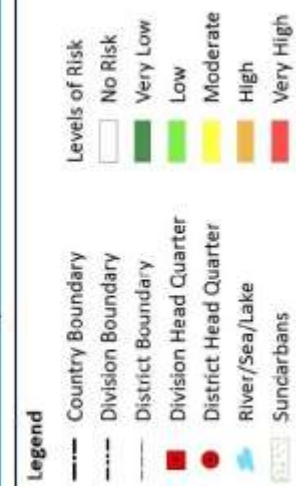 Legend
Country Boundary
Division Boundary
District Boundary
Division Head Quarter
District Head Quarter
River/Sea/Lake
Sundarbans
Levels of Risk
No Risk
Very Low
Low
Moderate
High
Very High